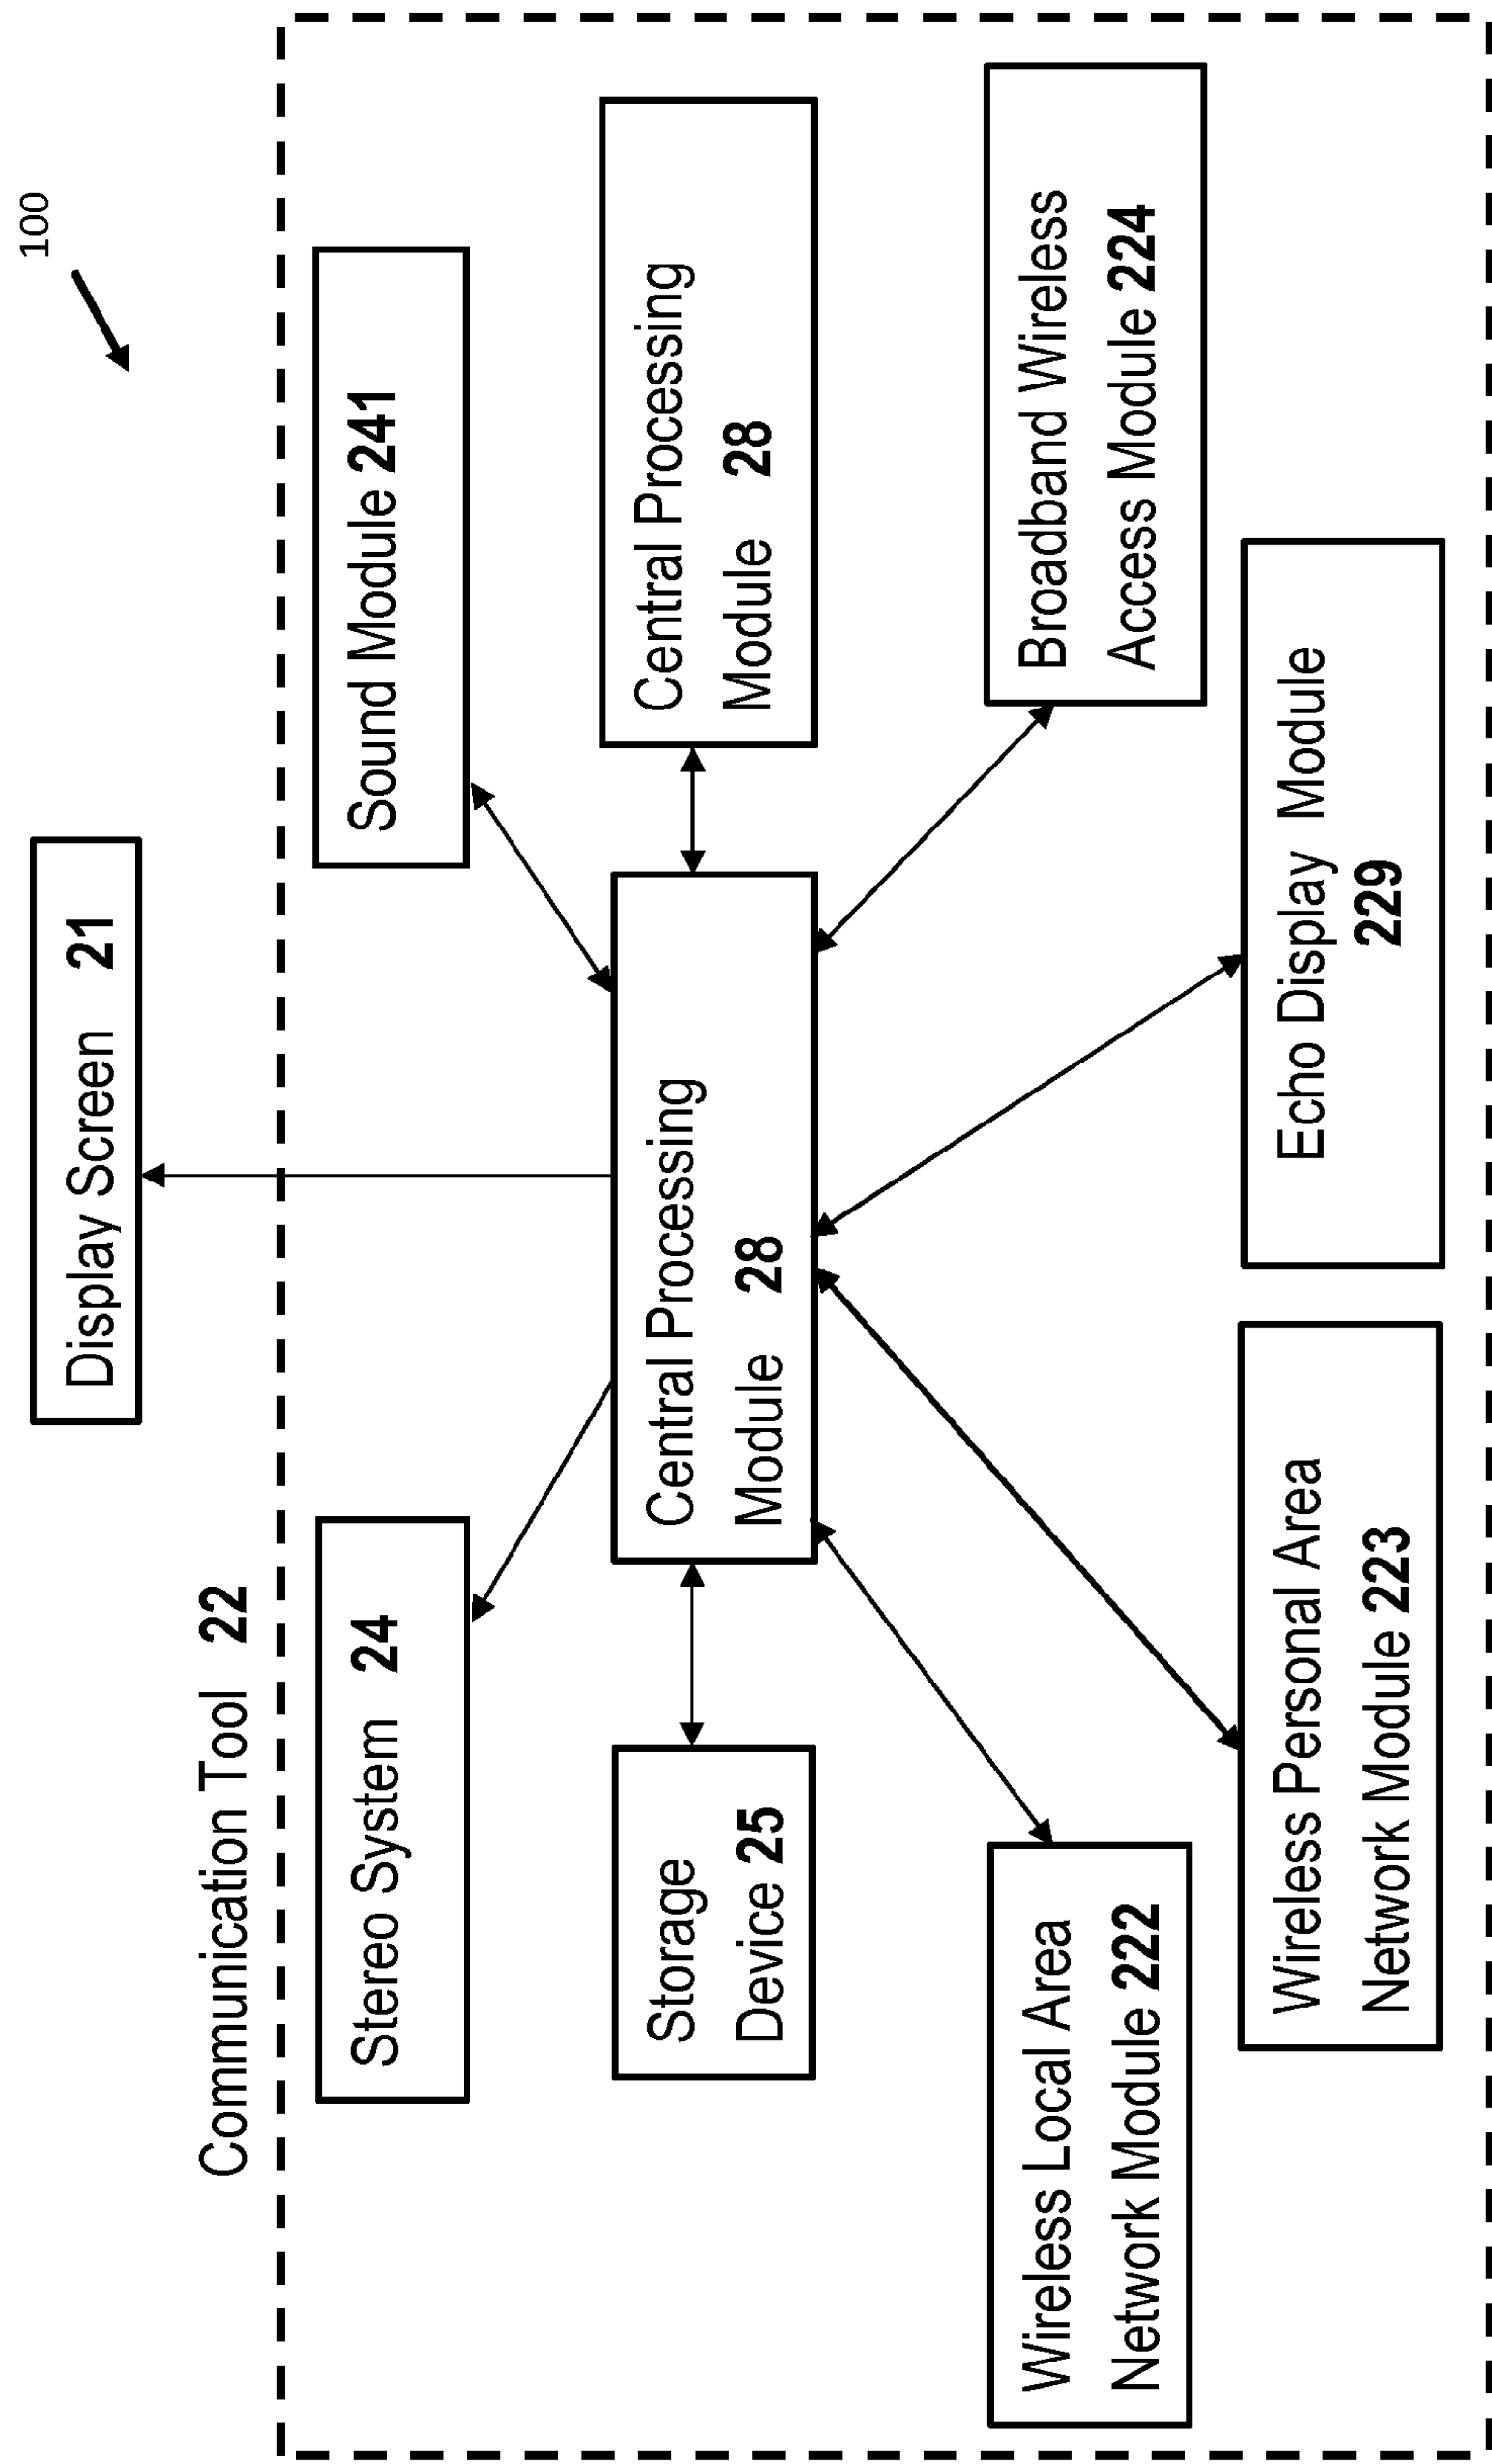 100
Display Screen 21
Communication Tool 22
Stereo System 24
Sound Module 241
Storage
Device 25
Central Processing
Module 28
Central Processing
Module 28
Wireless Local Area
Network Module 222
Broadband Wireless
Access Module 224
Wireless Personal Area
Network Module 223
Echo Display Module
229